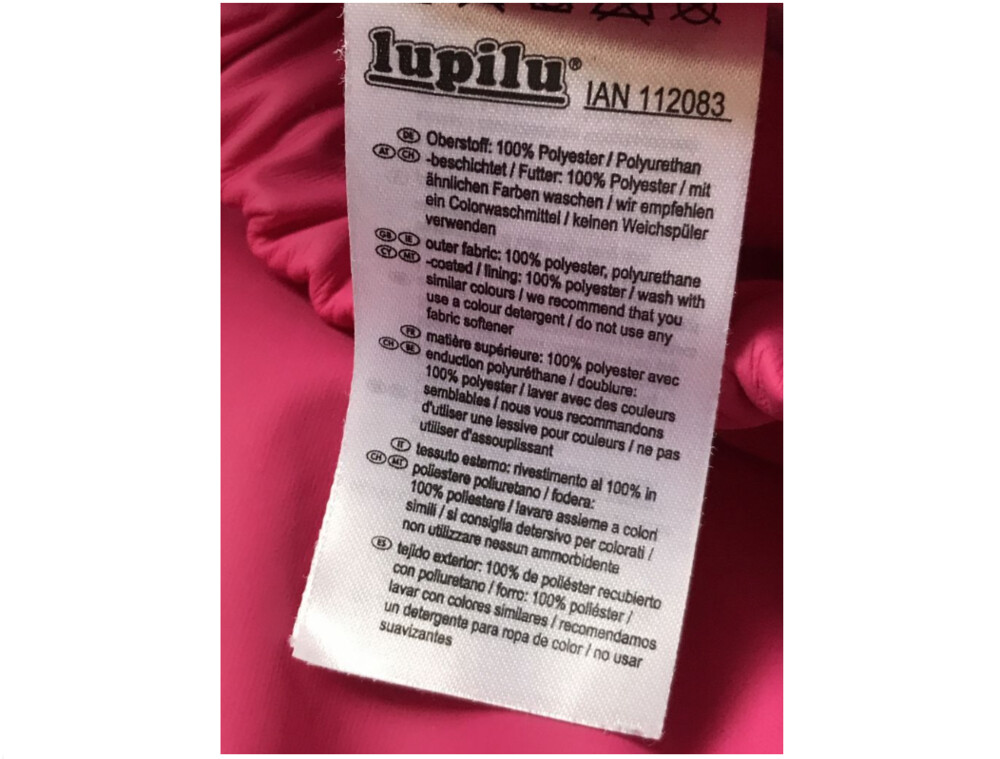 lupilu®
IAN 112083
DE Oberstoff: 100% Polyester / Polyurethan
AT CH -beschichtet / Futter: 100% Polyester / mit
ähnlichen Farben waschen / wir empfehlen
ein Colorwaschmittel / keinen Weichspüler
verwenden
GB IE outer fabric: 100% polyester, polyurethane
CY MT -coated / lining: 100% polyester / wash with
similar colours / we recommend that you
use a colour detergent / do not use any
fabric softener
FR matière supérieure: 100% polyester avec
CH BE enduction polyuréthane / doublure:
100% polyester / laver avec des couleurs
semblables / nous vous recommandons
d'utiliser une lessive pour couleurs / ne pas
utiliser d'assouplissant
IT tessuto esterno: rivestimento al 100% in
CH MT poliestere poliuretano / fodera:
100% poliestere / lavare assieme a colori
simili / si consiglia detersivo per colorati /
non utilizzare nessun ammorbidente
ES tejido exterior: 100% de poliéster recubierto
con poliuretano / forro: 100% poliéster /
lavar con colores similares / recomendamos
un detergente para ropa de color / no usar
suavizantes